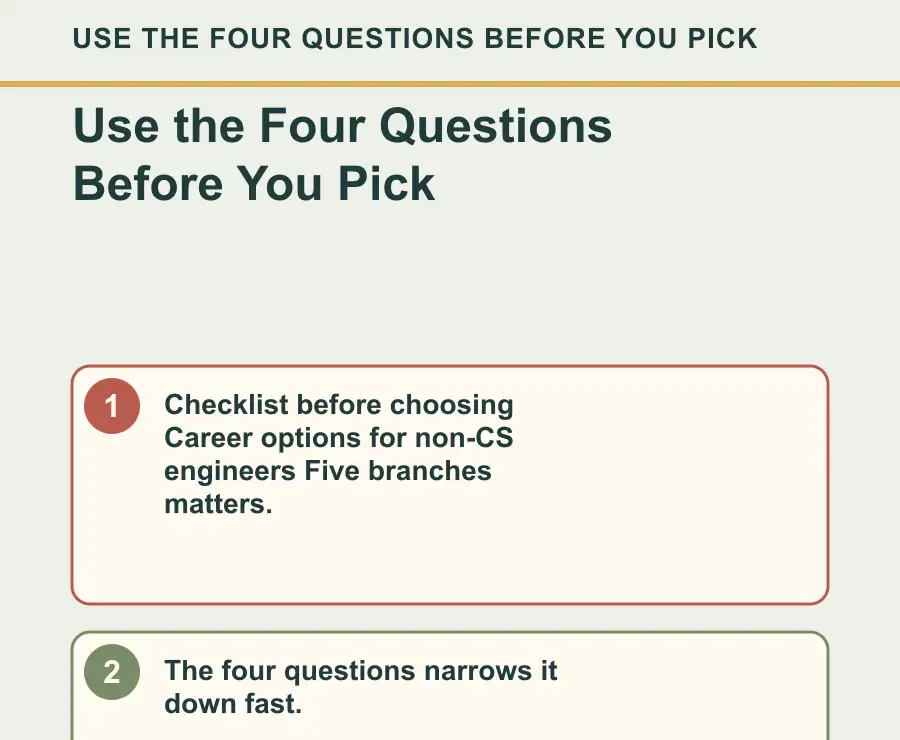 USE THE FOUR QUESTIONS BEFORE YOU PICK
Use the Four Questions
Before You Pick
1
Checklist before choosing
Career options for non-CS
engineers Five branches
matters.
2
The four questions narrows it
down fast.